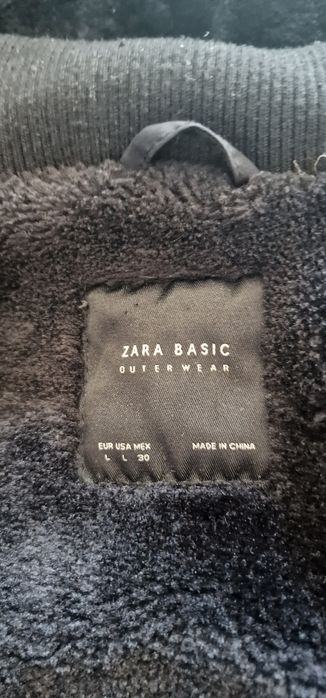 ZARA BASIC
OUTERWEAR
EUR USA MEX MADE IN CHINA
L L 30